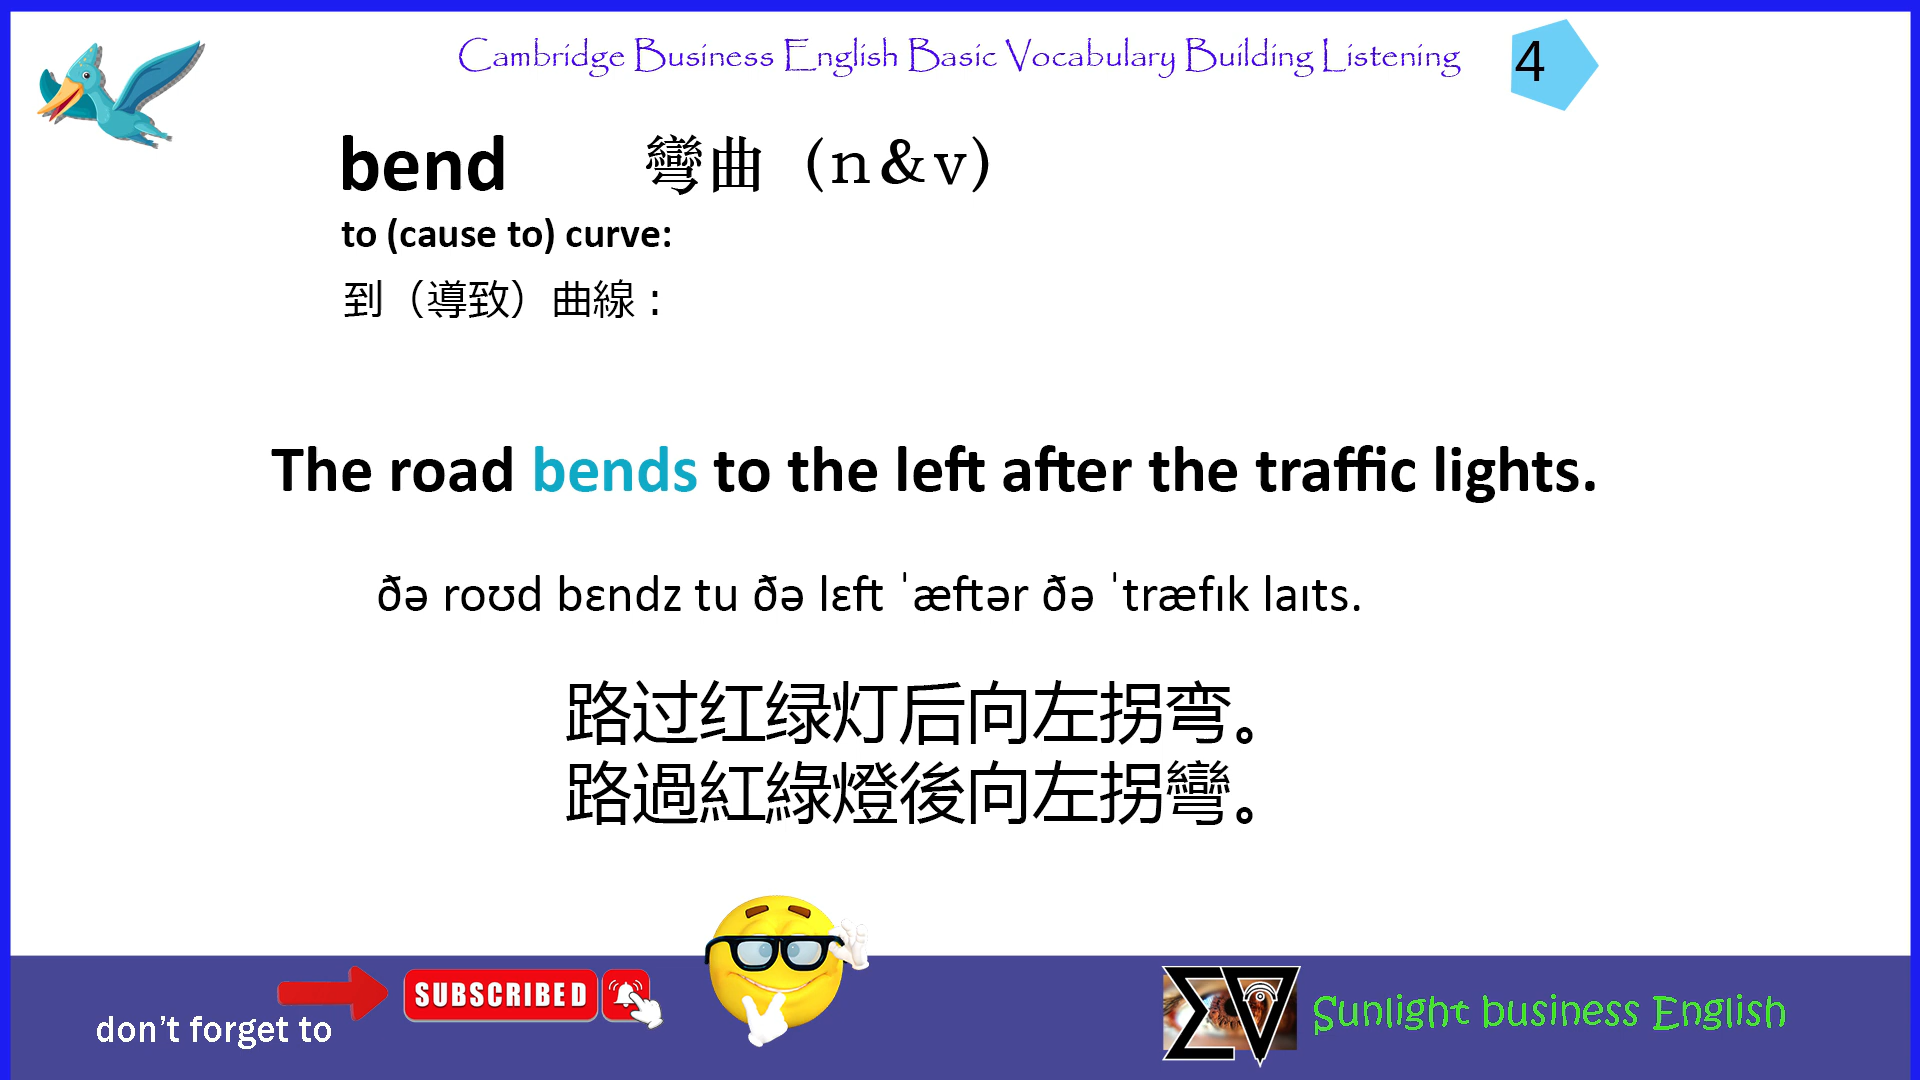 Cambridge Business English Basic Vocabulary Building Listening
4
bend 彎曲 (n&v)
to (cause to) curve:
到（導致）曲線：
The road bends to the left after the traffic lights.
ðə roʊd bɛndz tu ðə lɛft ˈæftər ðə ˈtræfɪk laɪts.
路过红绿灯后向左拐弯。
路過紅綠燈後向左拐彎。
don’t forget to
SUBSCRIBED
Sunlight business English